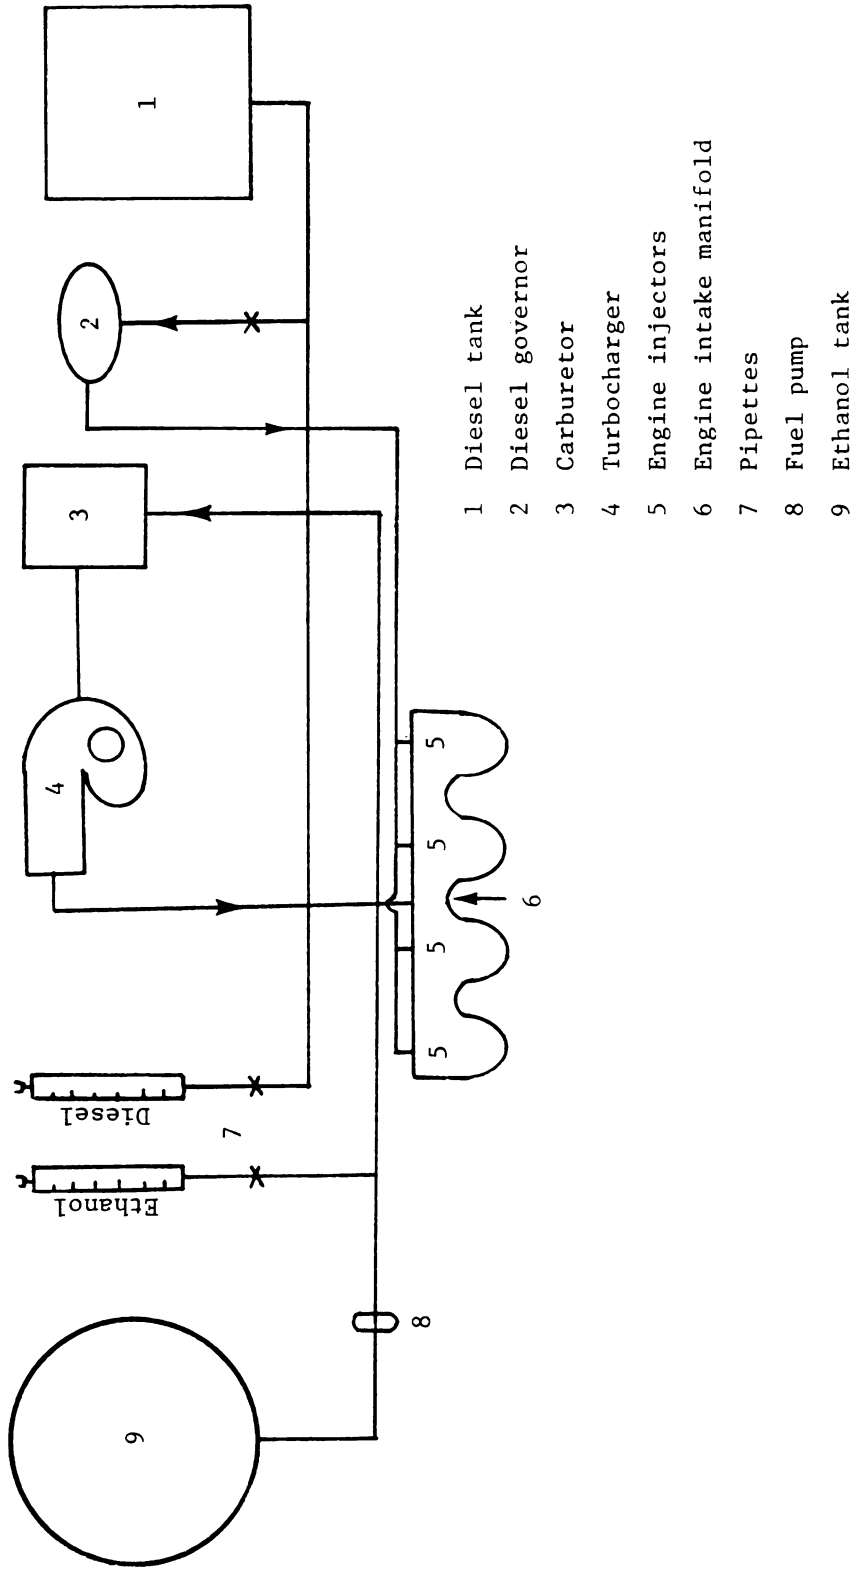 1
2
3
4
5
5
5
5
6
Diesel
7
Ethanol
8
9
1 Diesel tank
2 Diesel governor
3 Carburetor
4 Turbocharger
5 Engine injectors
6 Engine intake manifold
7 Pipettes
8 Fuel pump
9 Ethanol tank